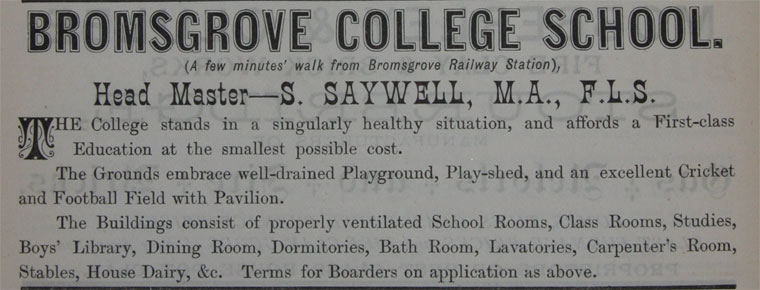 BROMSGROVE COLLEGE SCHOOL.
(A few minutes' walk from Bromsgrove Railway Station),
Head Master—S. SAYWELL, M.A., F.L.S.
THE College stands in a singularly healthy situation, and affords a First-class
Education at the smallest possible cost.
The Grounds embrace well-drained Playground, Play-shed, and an excellent Cricket
and Football Field with Pavilion.
The Buildings consist of properly ventilated School Rooms, Class Rooms, Studies,
Boys' Library, Dining Room, Dormitories, Bath Room, Lavatories, Carpenter's Room,
Stables, House Dairy, &c. Terms for Boarders on application as above.